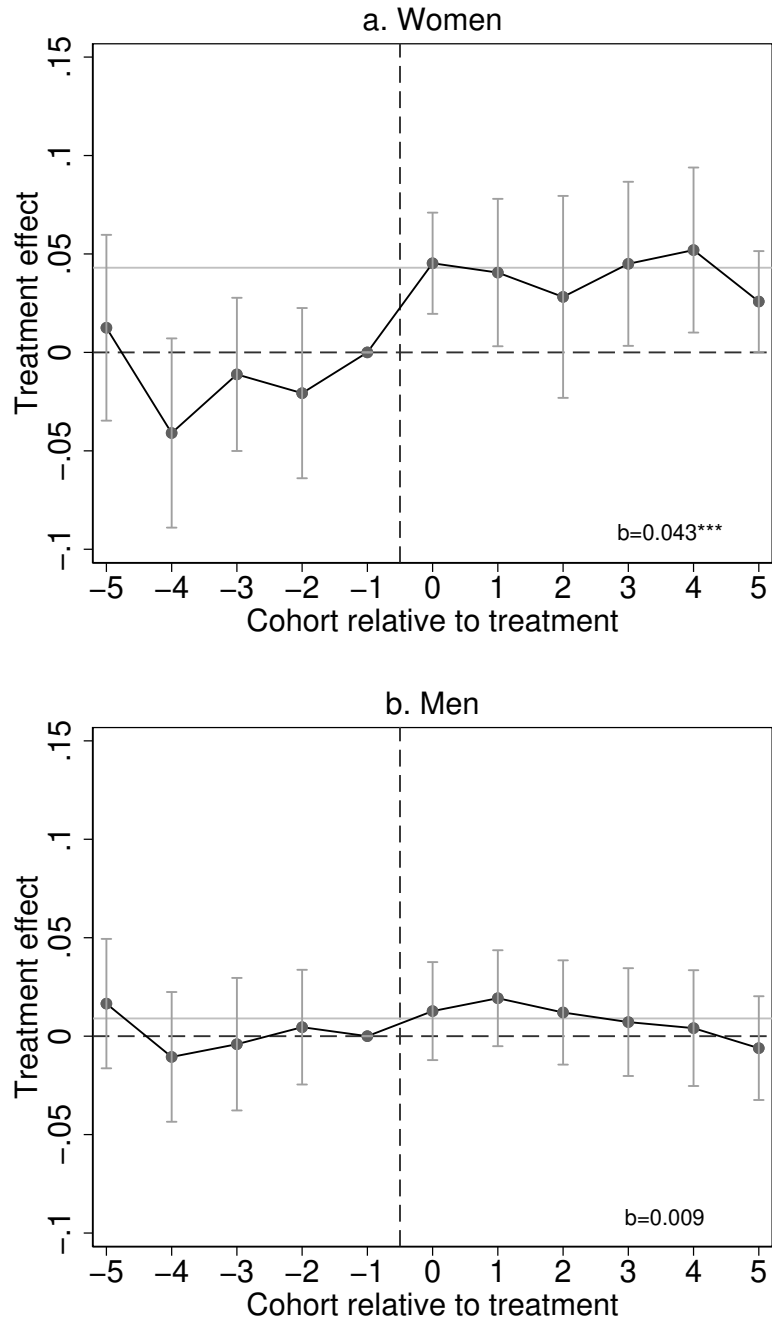 a. Women
.15
.1
.05
0
−.05
−.1
Treatment effect
b=0.043***
−5 −4 −3 −2 −1 0 1 2 3 4 5
Cohort relative to treatment
b. Men
.15
.1
.05
0
−.05
−.1
Treatment effect
b=0.009
−5 −4 −3 −2 −1 0 1 2 3 4 5
Cohort relative to treatment